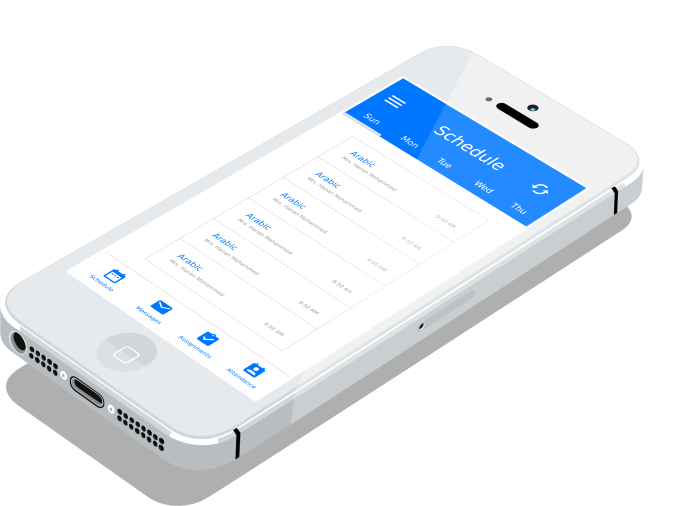 Schedule
Sun Mon Tue Wed Thu
Arabic
Mrs. Hanan Mohammed
9:50 AM
Arabic
Mrs. Hanan Mohammed
9:50 AM
Arabic
Mrs. Hanan Mohammed
9:50 AM
Arabic
Mrs. Hanan Mohammed
9:50 AM
Arabic
Mrs. Hanan Mohammed
9:50 AM
Arabic
Mrs. Hanan Mohammed
9:50 AM
Schedule Messages Assignments Attendance